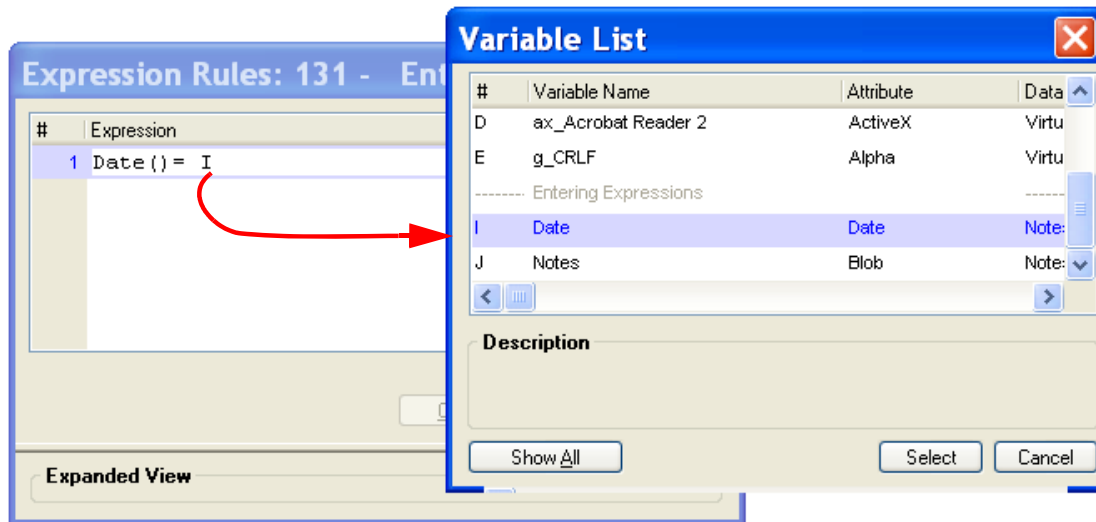 Variable List
Expression Rules: 131 - Ent
# Variable Name Attribute Data
D ax_Acrobat Reader 2 ActiveX Virtu
E g_CRLF Alpha Virtu
-------- Entering Expressions ------
I Date Date Note
J Notes Blob Note
# Expression
1 Date()= I
Description
Show All Select Cancel
Expanded View